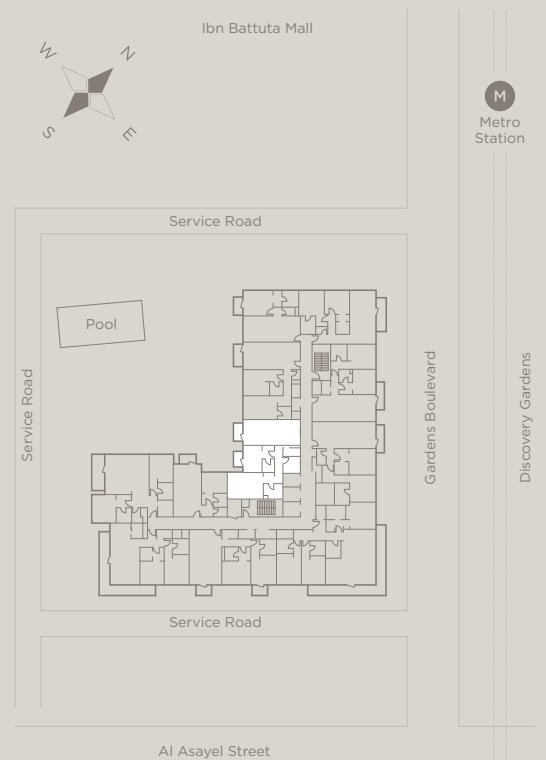 Ibn Battuta Mall
W
N
S
E
M
Metro
Station
Service Road
Pool
Service Road
Gardens Boulevard
Discovery Gardens
Service Road
Al Asayel Street